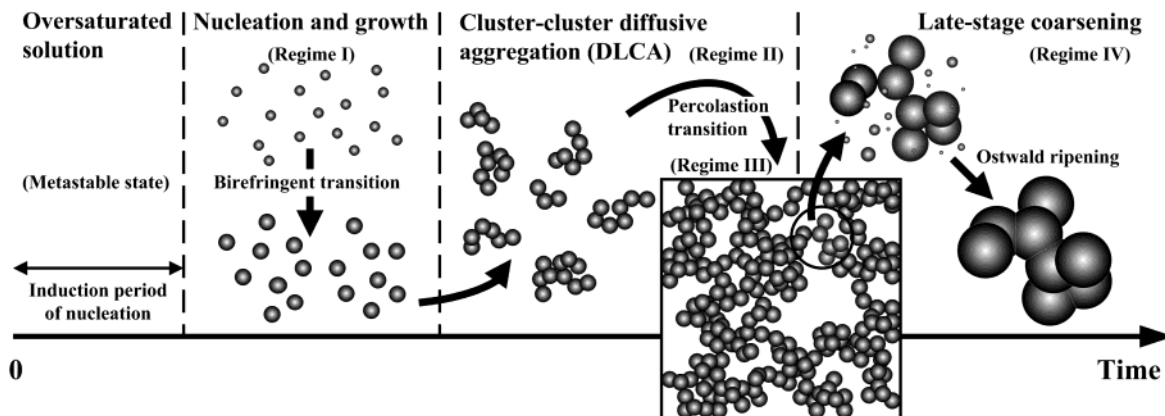 Oversaturated
solution
Nucleation and growth
(Regime I)
Cluster-cluster diffusive
aggregation (DLCA)
(Regime II)
Late-stage coarsening
(Regime IV)
Percolastion
transition
(Regime III)
(Metastable state)
Birefringent transition
Ostwald ripening
Induction period
of nucleation
0
Time